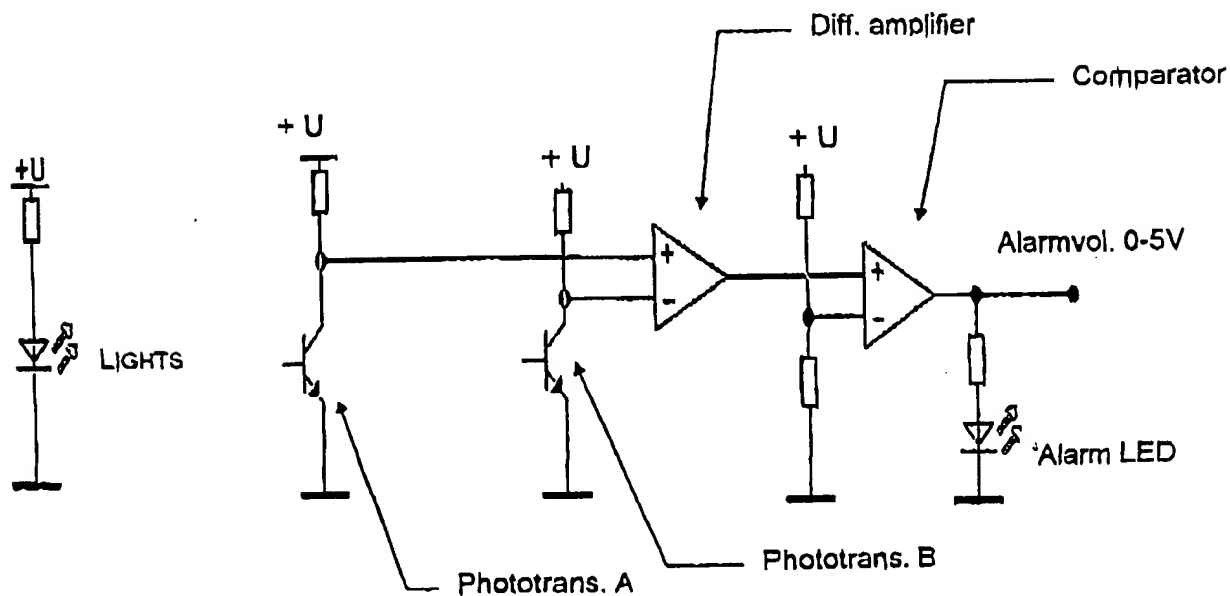 Diff. amplifier
Comparator
+ U
+ U
+ U
+U
Alarmvol. 0-5V
+
-
+
-
LIGHTS
Alarm LED
Phototrans. B
Phototrans. A